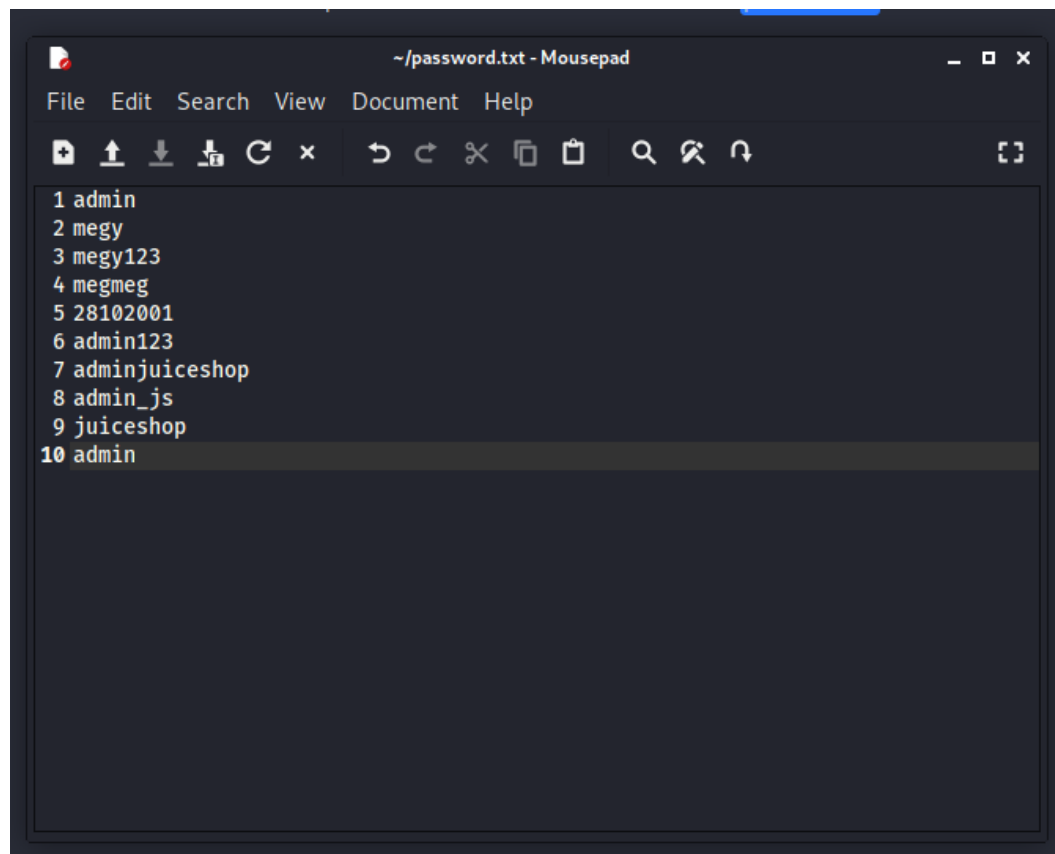 ~/password.txt - Mousepad
File Edit Search View Document Help
1 admin
2 megy
3 megy123
4 megmeg
5 28102001
6 admin123
7 adminjuiceshop
8 admin_js
9 juiceshop
10 admin